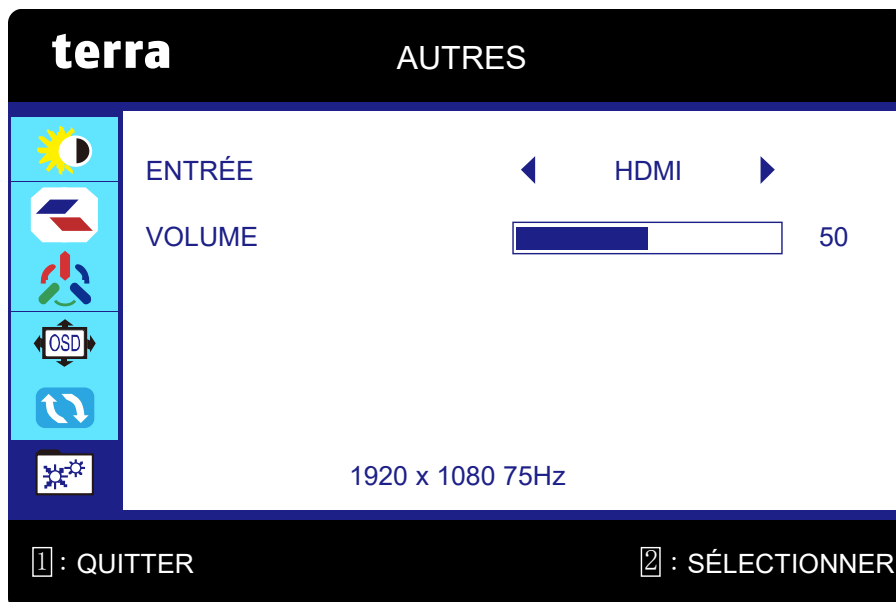 terra
AUTRES
ENTRÉE HDMI
VOLUME 50
OSD
1920 x 1080 75Hz
1 : QUITTER 2 : SÉLECTIONNER